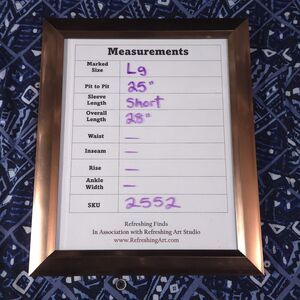 Measurements
Marked Size Lg
Pit to Pit 25"
Sleeve Length Short
Overall Length 28"
Waist —
Inseam —
Rise —
Ankle Width —
SKU 2552
Refreshing Finds
In Association with Refreshing Art Studio
www.RefreshingArt.com